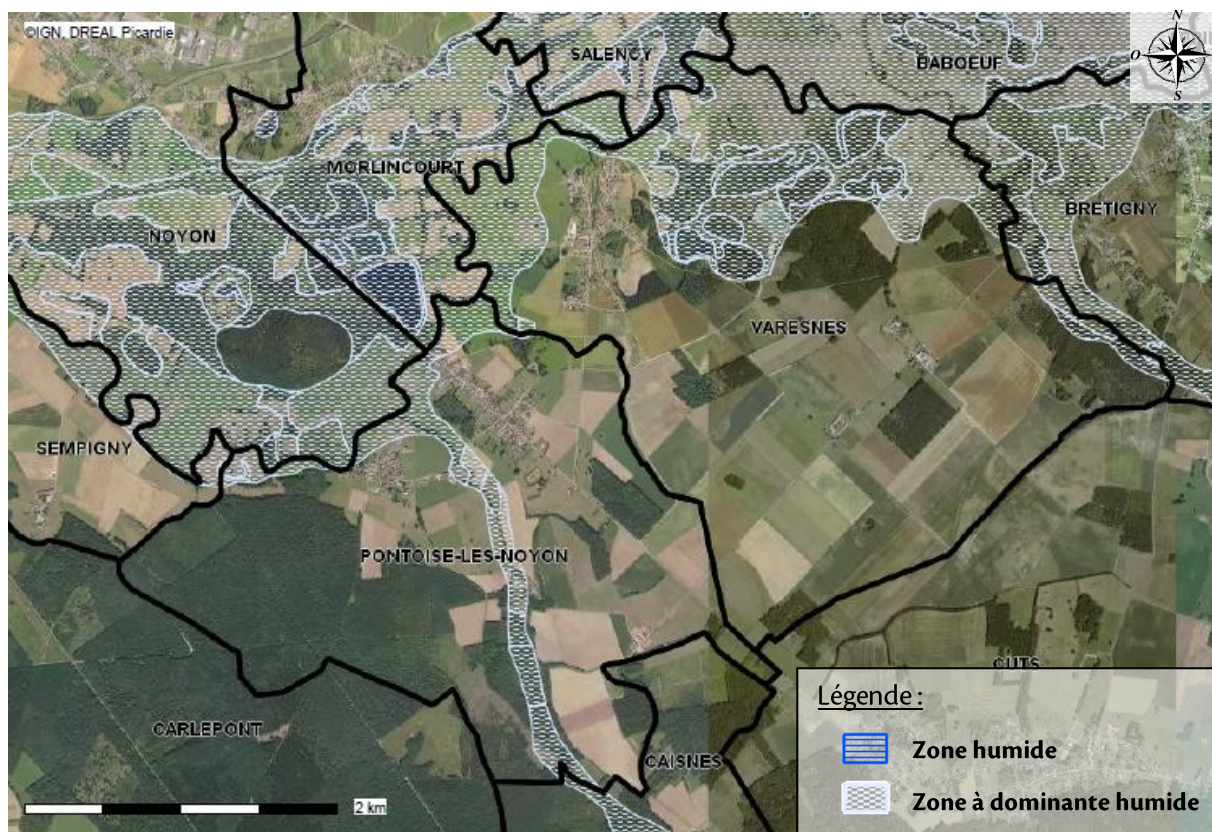 ©IGN, DREAL Picardie
SALENCY
BABOEUF
N
O
S
MORLINCOURT
BRETIGNY
NOYON
VARESNES
SEMPIGNY
PONTOISE-LES-NOYON
CUTS
CARLEPONT
CAISNES
Légende :
Zone humide
Zone à dominante humide
2 km